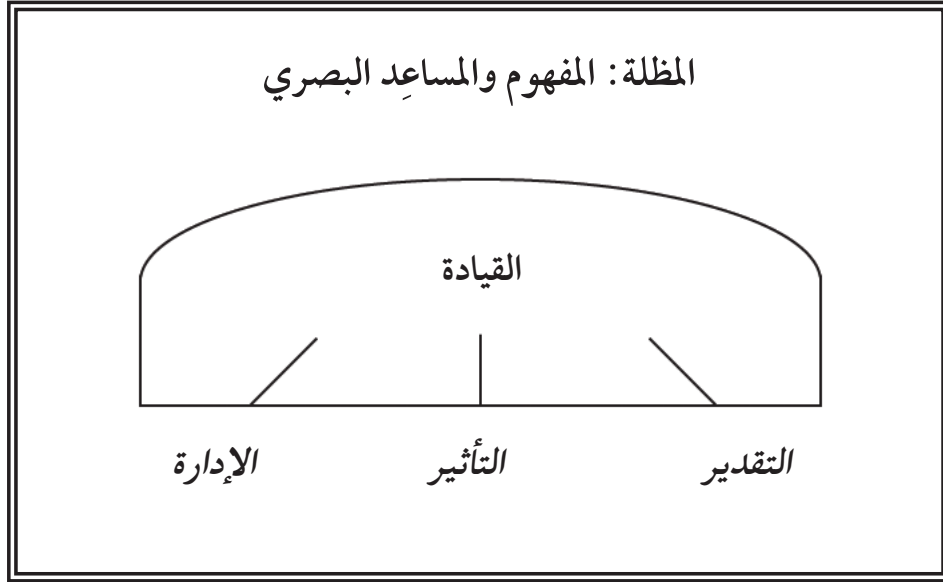 المظلة: المفهوم والمساعِد البصري
القيادة
التقدير
التأثير
الإدارة